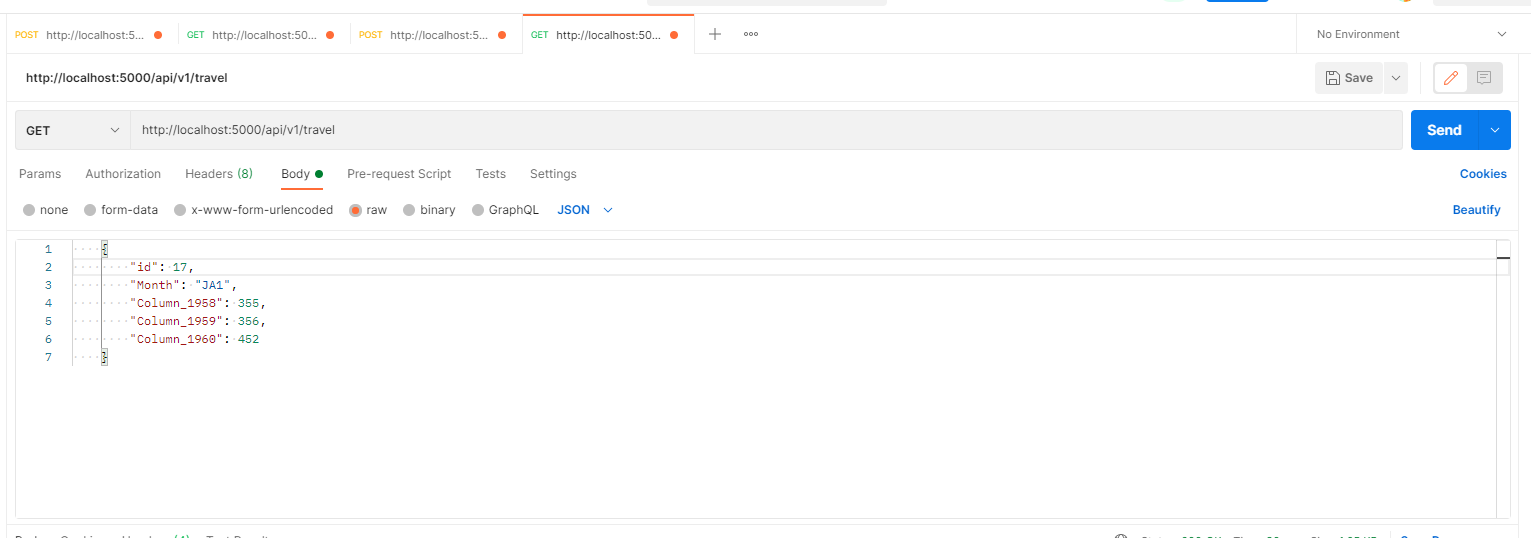 POST http://localhost:5... GET http://localhost:50... POST http://localhost:5... GET http://localhost:50... No Environment
http://localhost:5000/api/v1/travel Save
GET http://localhost:5000/api/v1/travel Send
Params Authorization Headers (8) Body Pre-request Script Tests Settings Cookies
none form-data x-www-form-urlencoded raw binary GraphQL JSON Beautify
1 {
2 "id": 17,
3 "Month": "JA1",
4 "Column_1958": 355,
5 "Column_1959": 356,
6 "Column_1960": 452
7 }